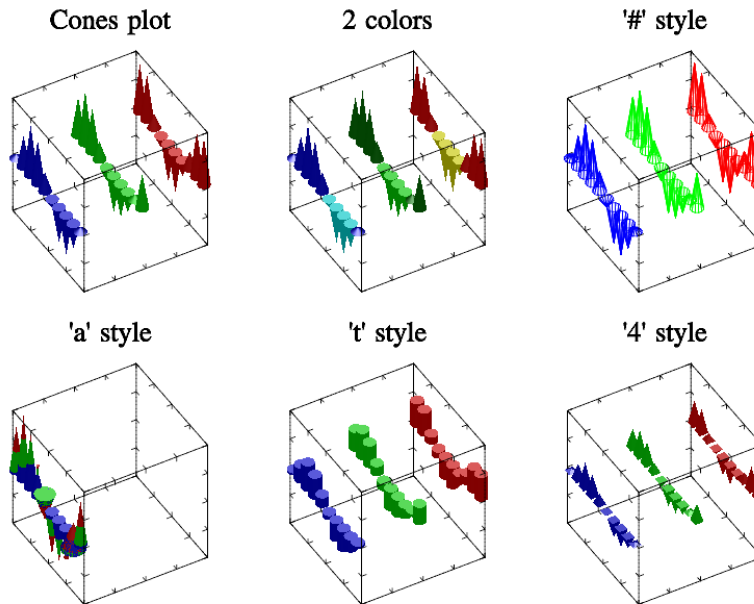 Cones plot
2 colors
'#' style
'a' style
't' style
'4' style